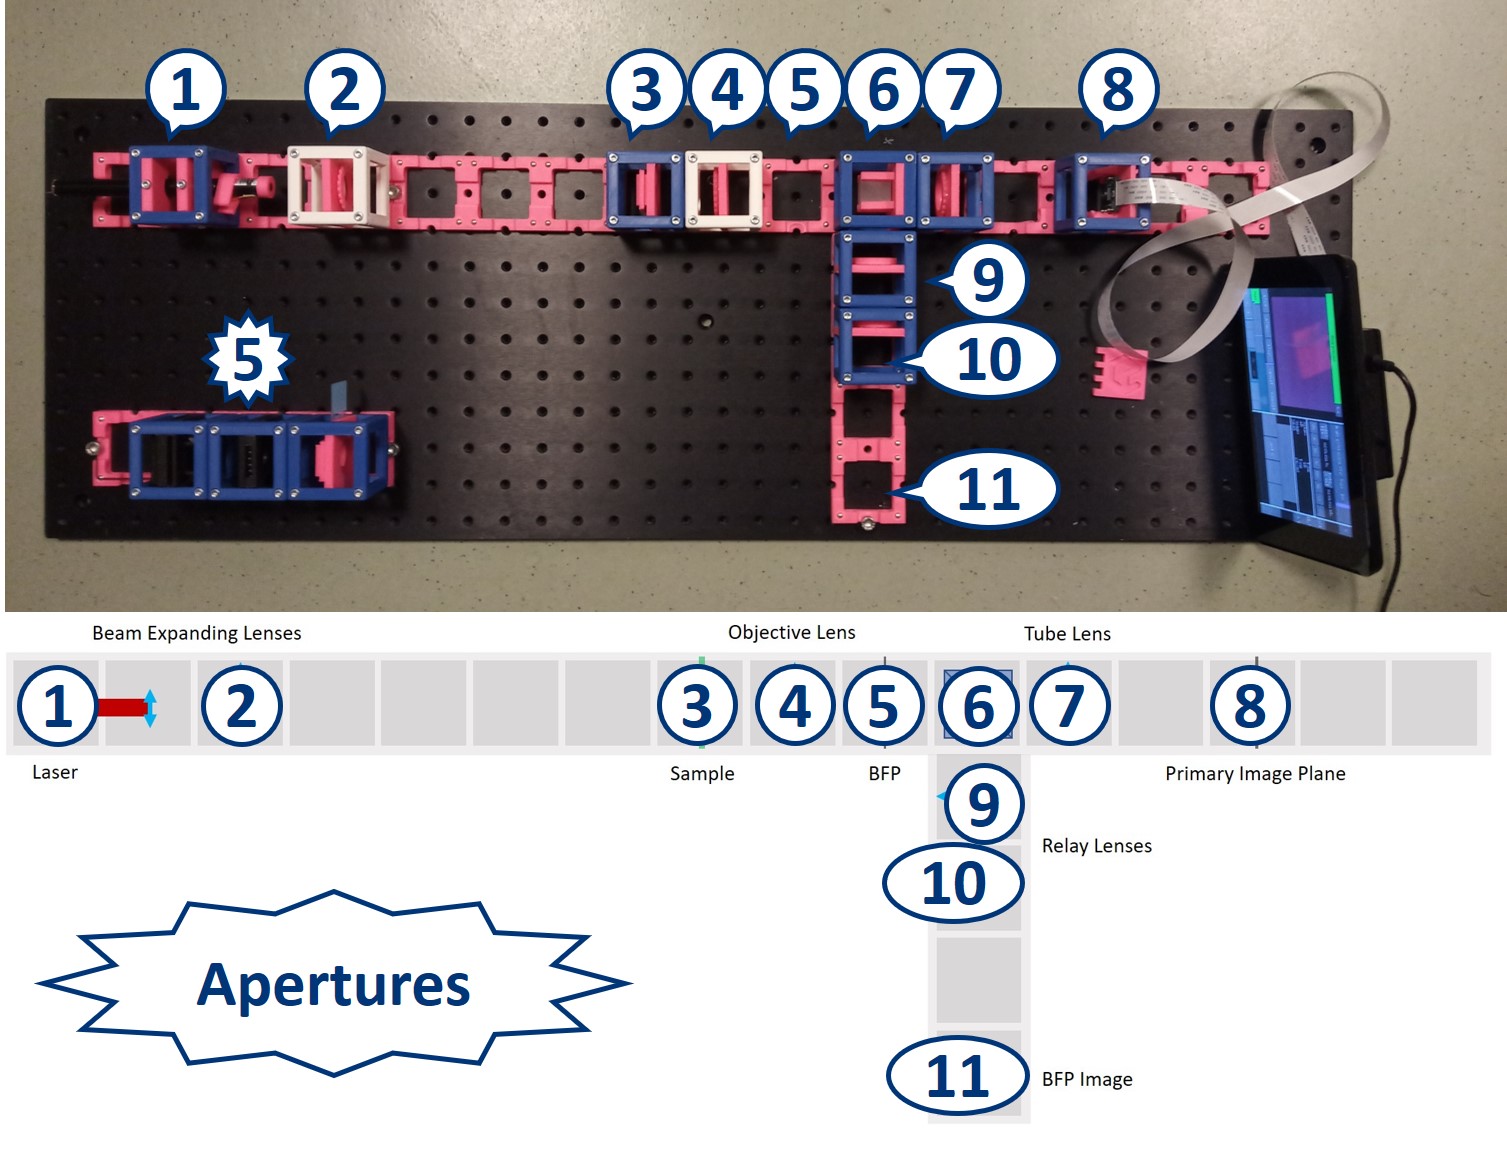 1 2 3 4 5 6 7 8
9
5
10
11
Beam Expanding Lenses Objective Lens Tube Lens
1 2 3 4 5 6 7 8
Laser Sample BFP Primary Image Plane
9
Relay Lenses
10
Apertures
11 BFP Image